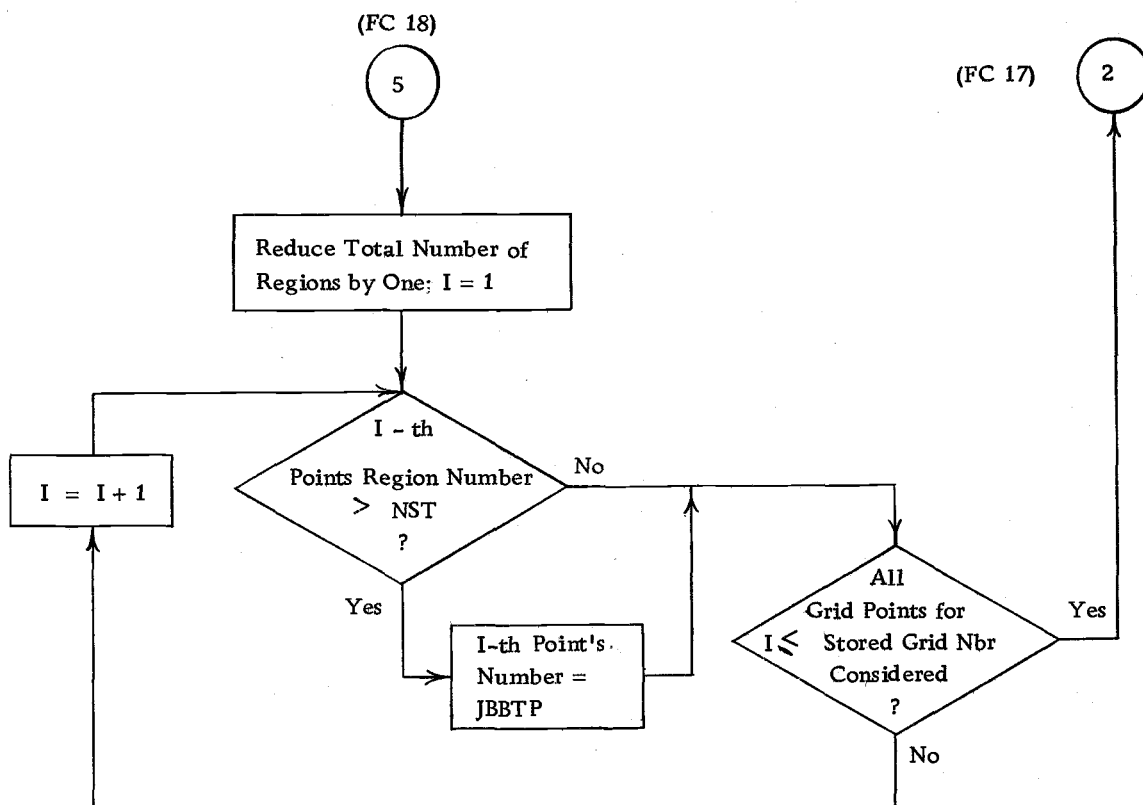 (FC 18)
5
(FC 17)
2
Reduce Total Number of
Regions by One; I = 1
I - th
Points Region Number
> NST
?
No
Yes
I = I + 1
I-th Point's
Number =
JBBTP
All
Grid Points for
I ≤ Stored Grid Nbr
Considered
?
Yes
No